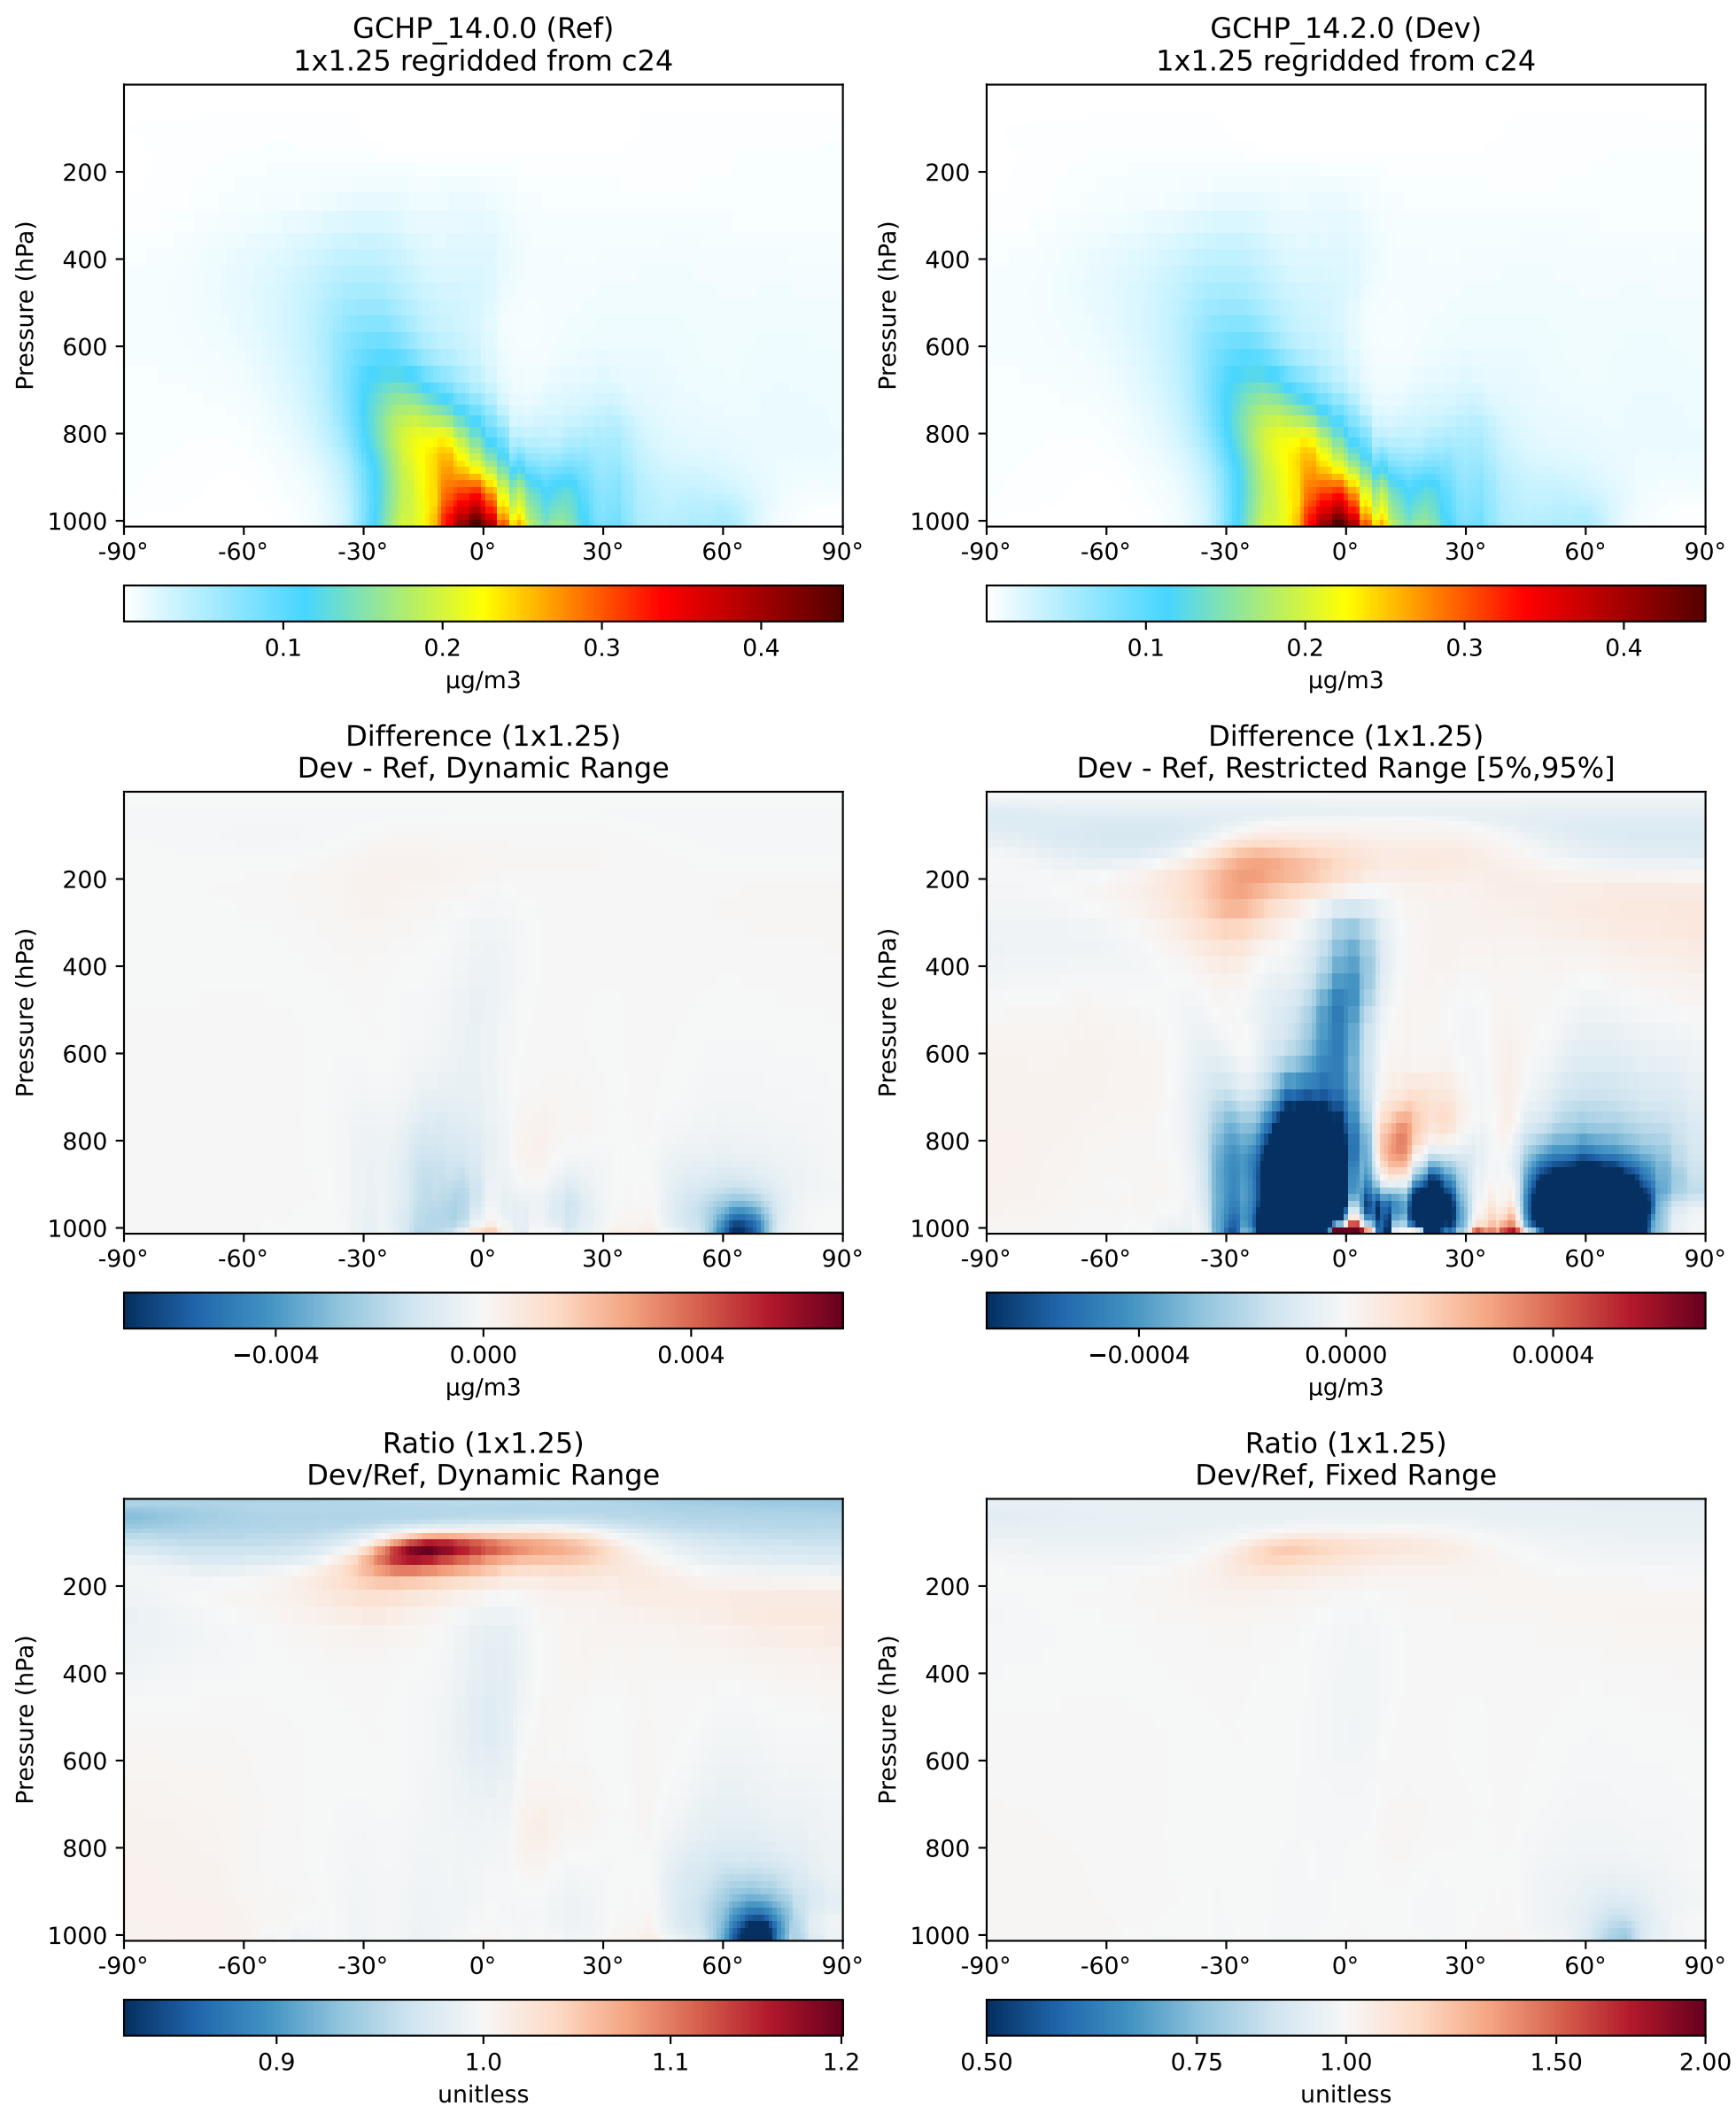 GCHP_14.0.0 (Ref)
1x1.25 regridded from c24
Pressure (hPa)
200
400
600
800
1000
-90° -60° -30° 0° 30° 60° 90°
0.1 0.2 0.3 0.4
µg/m3
GCHP_14.2.0 (Dev)
1x1.25 regridded from c24
Pressure (hPa)
200
400
600
800
1000
-90° -60° -30° 0° 30° 60° 90°
0.1 0.2 0.3 0.4
µg/m3
Difference (1x1.25)
Dev - Ref, Dynamic Range
Pressure (hPa)
200
400
600
800
1000
-90° -60° -30° 0° 30° 60° 90°
−0.004 0.000 0.004
µg/m3
Difference (1x1.25)
Dev - Ref, Restricted Range [5%,95%]
Pressure (hPa)
200
400
600
800
1000
-90° -60° -30° 0° 30° 60° 90°
−0.0004 0.0000 0.0004
µg/m3
Ratio (1x1.25)
Dev/Ref, Dynamic Range
Pressure (hPa)
200
400
600
800
1000
-90° -60° -30° 0° 30° 60° 90°
0.9 1.0 1.1 1.2
unitless
Ratio (1x1.25)
Dev/Ref, Fixed Range
Pressure (hPa)
200
400
600
800
1000
-90° -60° -30° 0° 30° 60° 90°
0.50 0.75 1.00 1.50 2.00
unitless